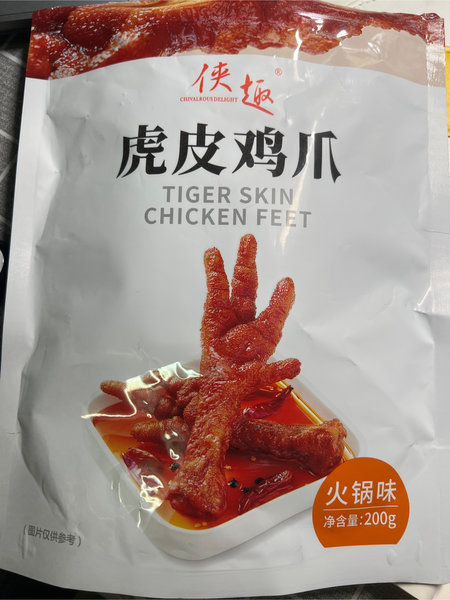 侠趣®
CHIVALROUS DELIGHT
虎皮鸡爪
TIGER SKIN
CHICKEN FEET
火锅味
净含量:200g
(图片仅供参考)